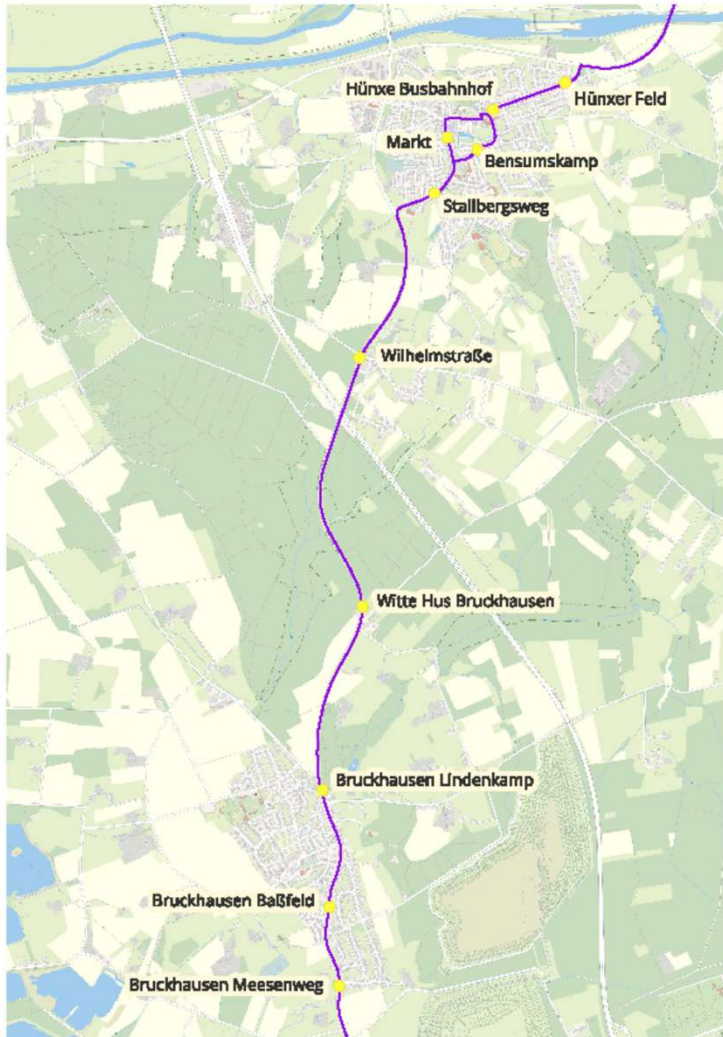 Hünxe Busbahnhof
Hünxer Feld
Markt
Bensumskamp
Stallbergsweg
Wilhelmstraße
Witte Hus Bruckhausen
Bruckhausen Lindenkamp
Bruckhausen Baßfeld
Bruckhausen Meesenweg